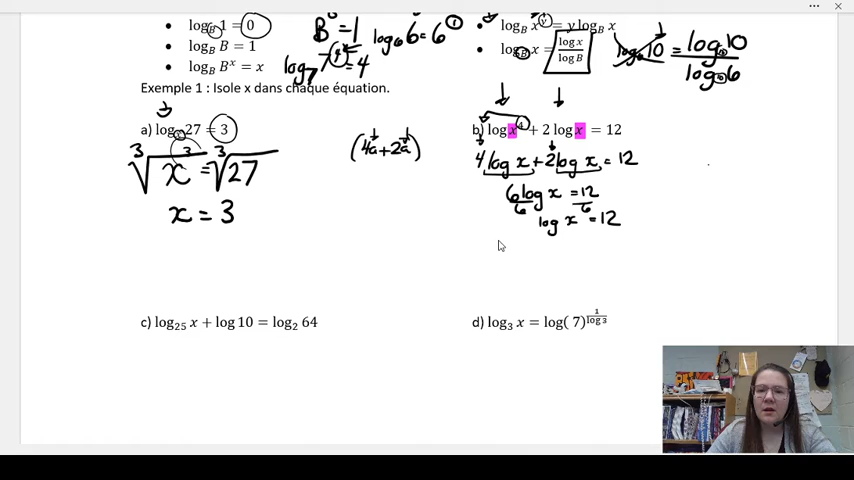 • log_B 1 = 0
• log_B B = 1
• log_B B^x = x
B^0 = 1
log_6 6 = 6^1
log_7 7^4 = 4
• log_B x^y = y log_B x
• log_B x = log x / log B
log_6 10 = log 10 / log 6
Exemple 1 : Isole x dans chaque équation.
a) log_x 27 = 3
∛x^3 = ∛27
x = 3
(4a + 2a)
b) log x^4 + 2 log x = 12
4 log x + 2 log x = 12
6 log x = 12
6 6
log x = 12
c) log_25 x + log 10 = log_2 64
d) log_3 x = log( 7)^(1/log 3)